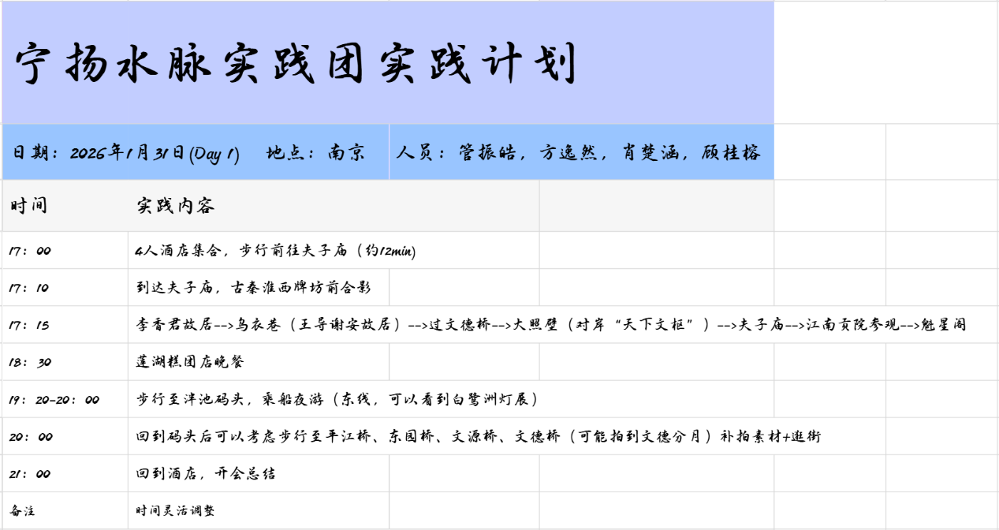 宁扬水脉实践团实践计划
日期：2026年1月31日(Day 1) 地点：南京 人员：管振皓，方逸然，肖楚涵，顾桂榕
时间 实践内容
17：00 4人酒店集合，步行前往夫子庙（约12min)
17：10 到达夫子庙，古秦淮西牌坊前合影
17：15 李香君故居-->乌衣巷（王导谢安故居）-->过文德桥-->大照壁（对岸“天下文枢”）-->夫子庙-->江南贡院参观-->魁星阁
18：30 莲湖糕团店晚餐
19：20-20：00 步行至泮池码头，乘船夜游（东线，可以看到白鹭洲灯展）
20：00 回到码头后可以考虑步行至平江桥、东园桥、文源桥、文德桥（可能拍到文德分月）补拍素材+逛街
21：00 回到酒店，开会总结
备注 时间灵活调整